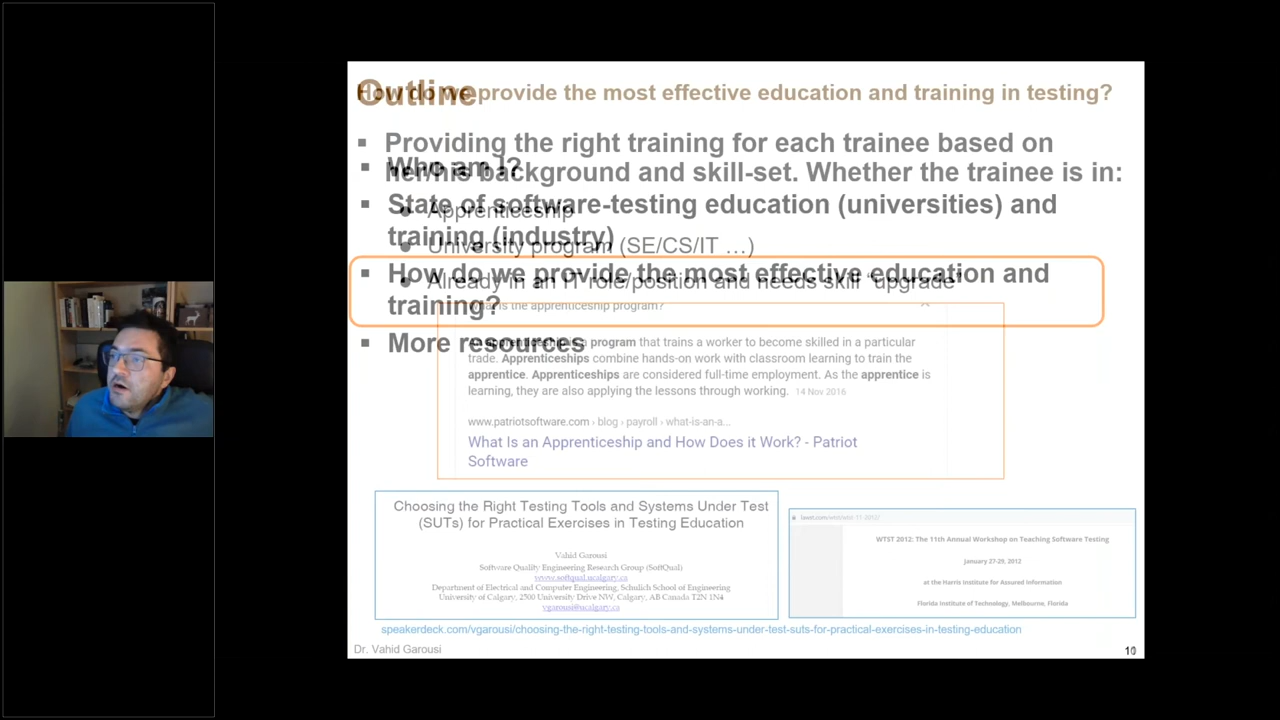 Outline
How do we provide the most effective education and training in testing?
Providing the right training for each trainee based on
her/his background and skill-set. Whether the trainee is in:
Who am I?
Apprenticeship
State of software-testing education (universities) and
training (industry)
University program (SE/CS/IT …)
How do we provide the most effective education and
training?
Already in an IT role/position and needs skill “upgrade”
What is the apprenticeship program?
More resources
An apprenticeship is a program that trains a worker to become skilled in a particular
trade. Apprenticeships combine hands-on work with classroom learning to train the
apprentice. Apprenticeships are considered full-time employment. As the apprentice is
learning, they are also applying the lessons through working. 14 Nov 2016
www.patriotsoftware.com › blog › payroll › what-is-an-a...
What Is an Apprenticeship and How Does it Work? - Patriot
Software
Choosing the Right Testing Tools and Systems Under Test
(SUTs) for Practical Exercises in Testing Education
Vahid Garousi
Software Quality Engineering Research Group (SoftQual)
www.softqual.ucalgary.ca
Department of Electrical and Computer Engineering, Schulich School of Engineering
University of Calgary, 2500 University Drive NW, Calgary, AB Canada T2N 1N4
vgarousi@ucalgary.ca
WTST 2012: The 11th Annual Workshop on Teaching Software Testing
January 27-29, 2012
at the Harris Institute for Assured Information
Florida Institute of Technology, Melbourne, Florida
speakerdeck.com/vgarousi/choosing-the-right-testing-tools-and-systems-under-test-suts-for-practical-exercises-in-testing-education
Dr. Vahid Garousi